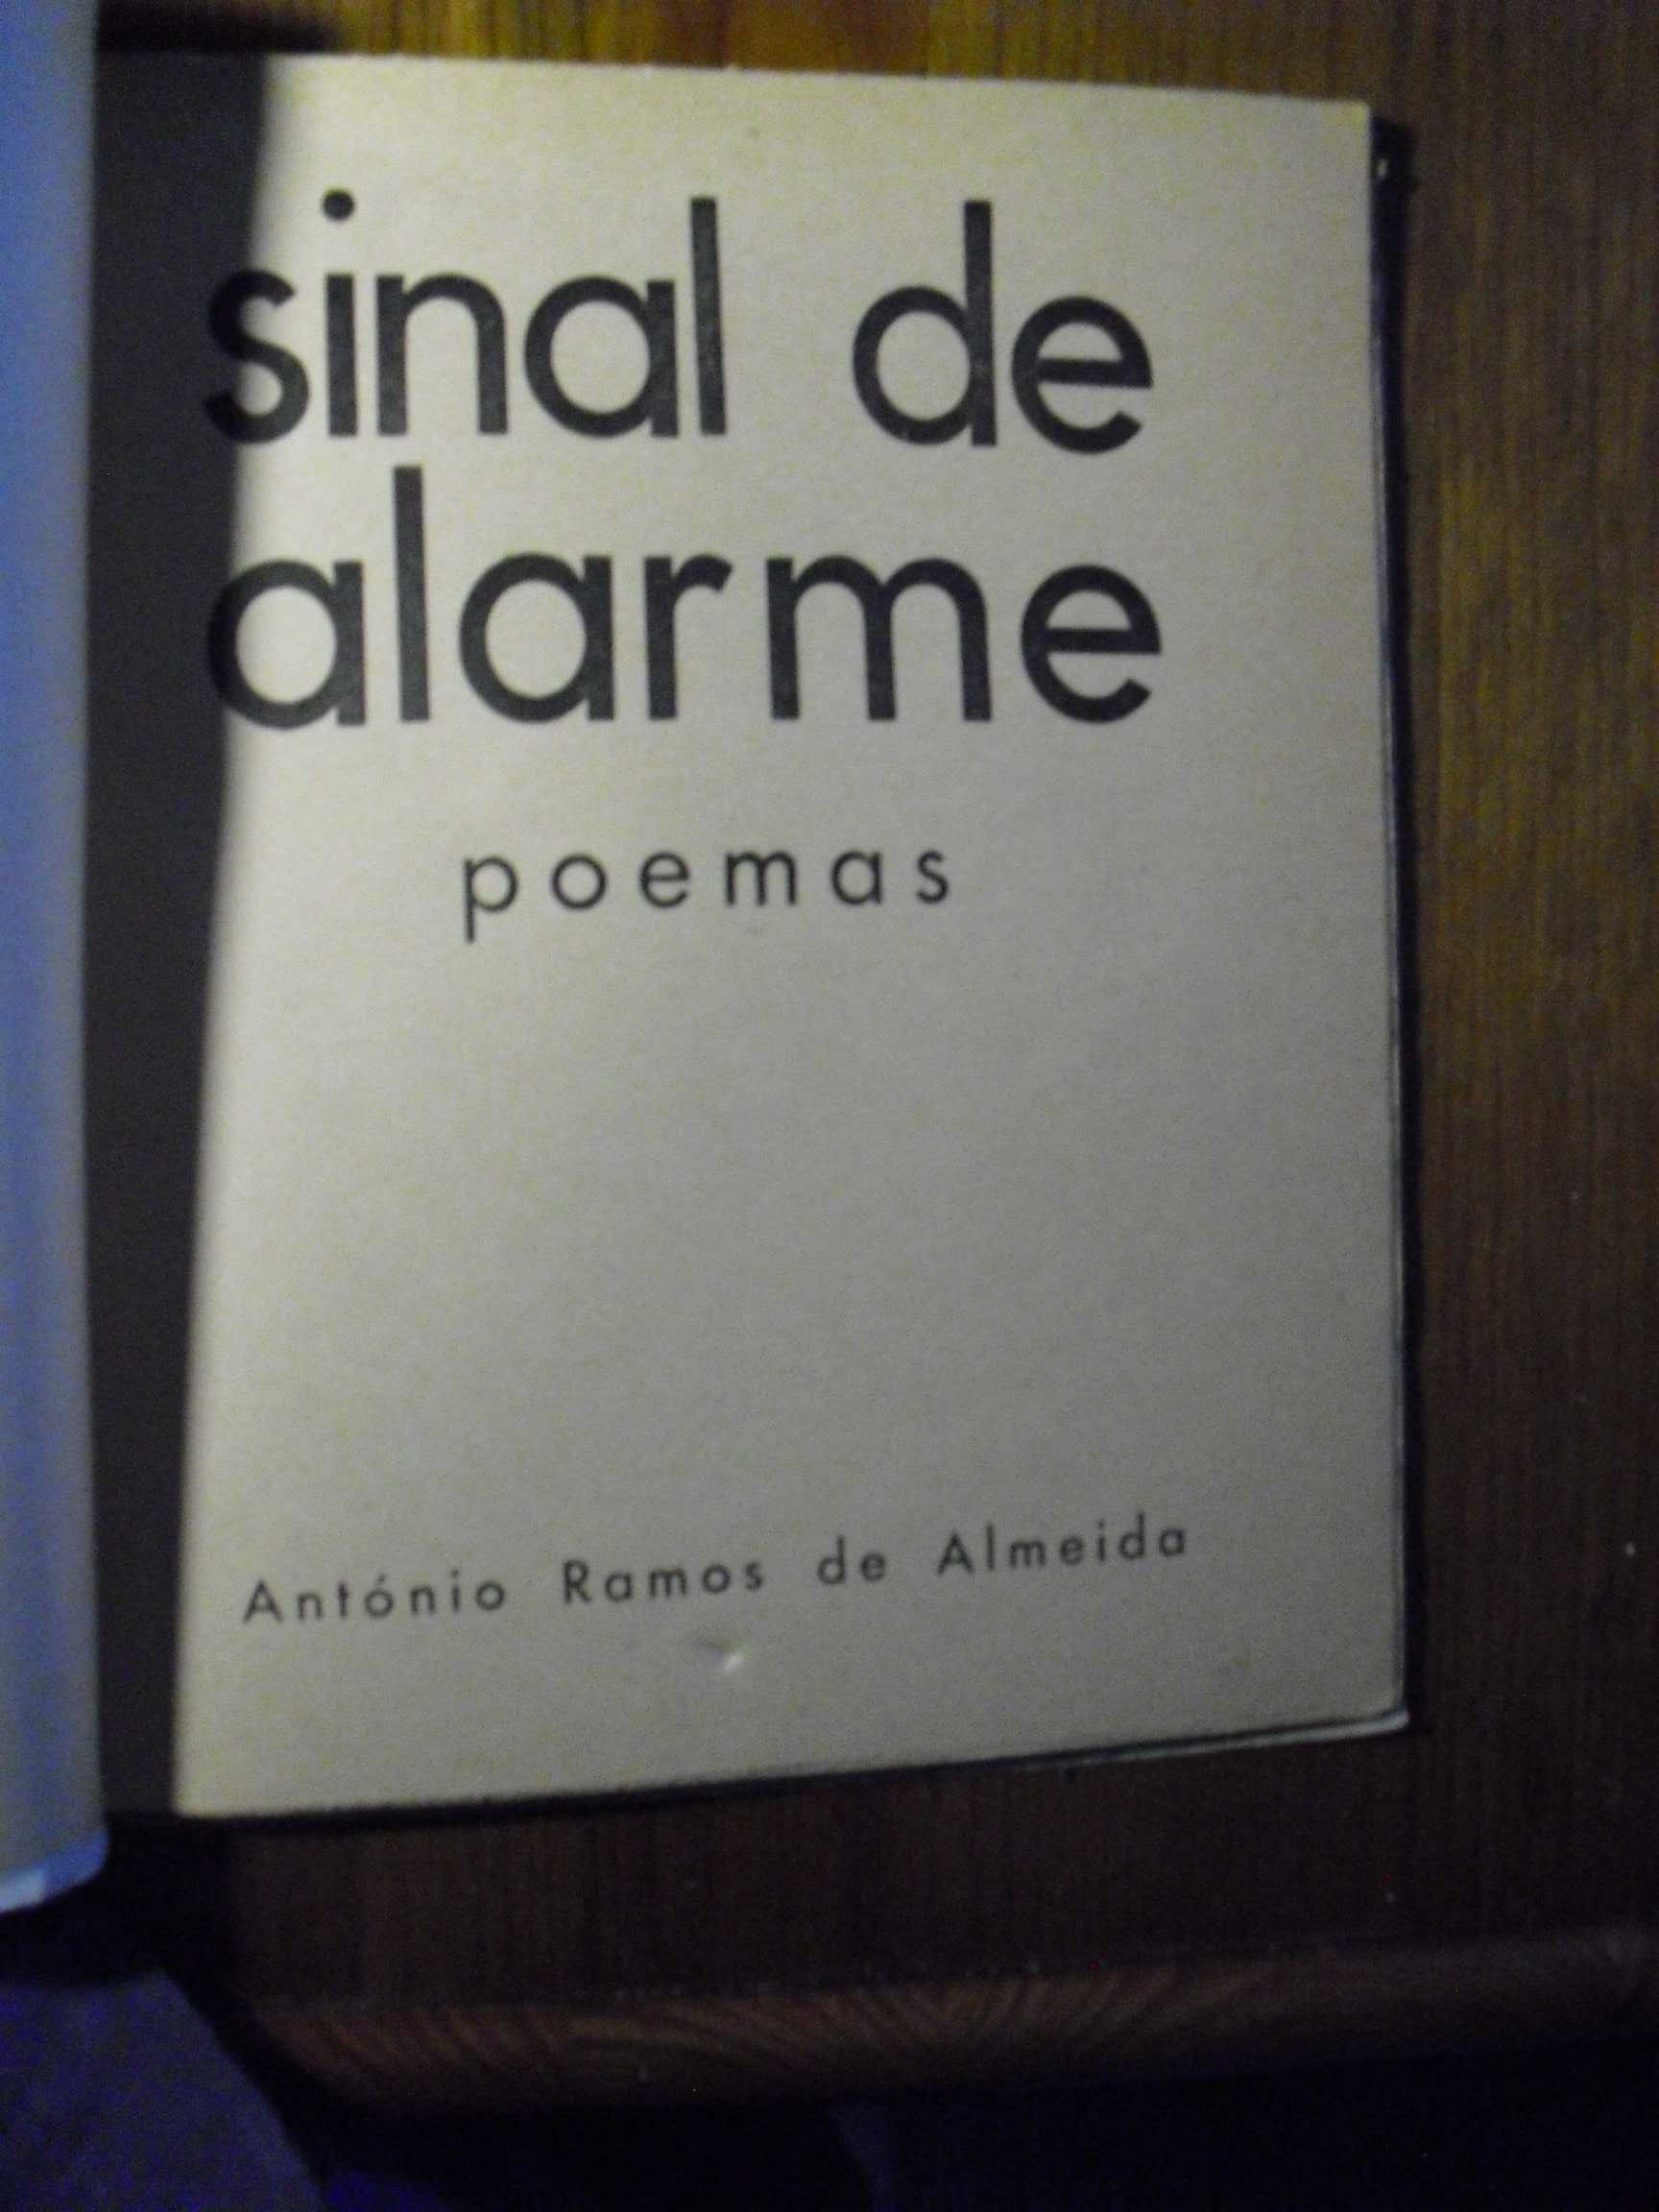 sinal de
alarme
poemas
António Ramos de Almeida